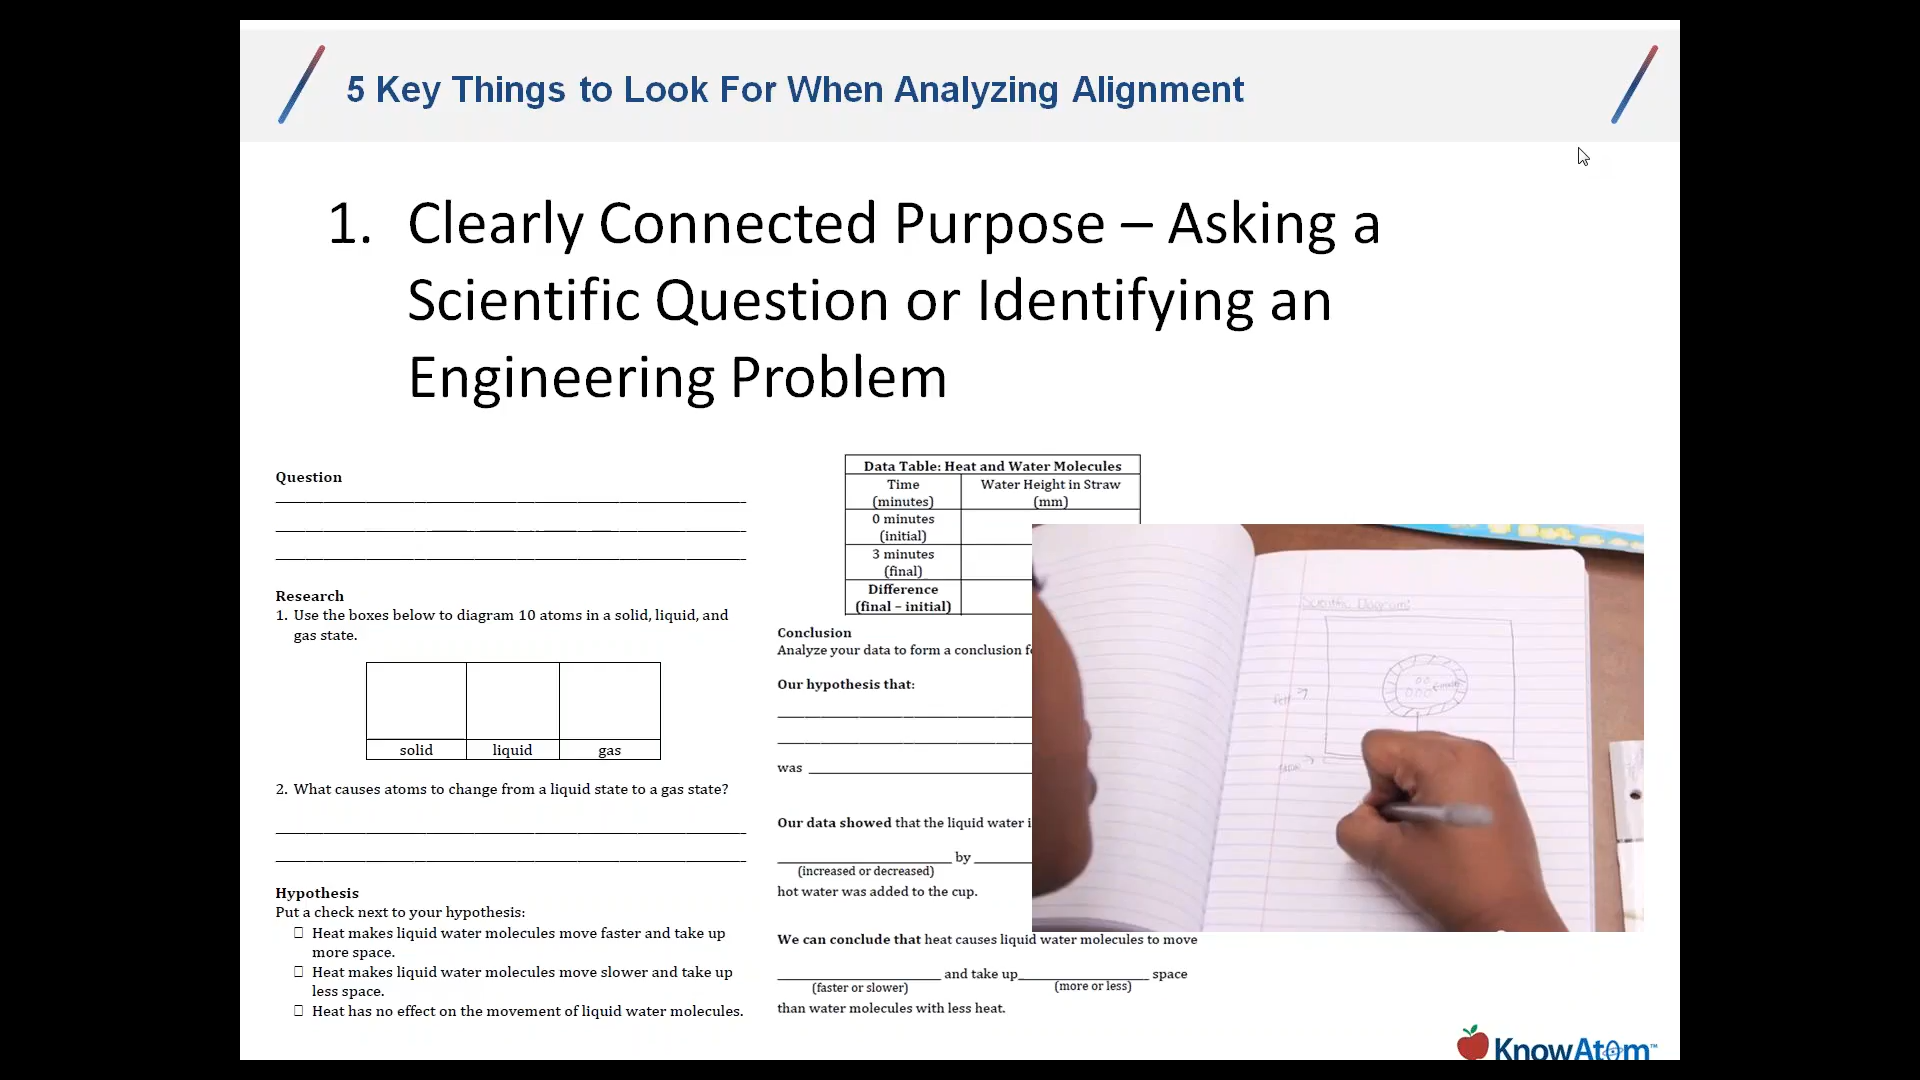 5 Key Things to Look For When Analyzing Alignment
1. Clearly Connected Purpose – Asking a
Scientific Question or Identifying an
Engineering Problem
Question
Research
1. Use the boxes below to diagram 10 atoms in a solid, liquid, and
gas state.
solid liquid gas
2. What causes atoms to change from a liquid state to a gas state?
Hypothesis
Put a check next to your hypothesis:
☐ Heat makes liquid water molecules move faster and take up
more space.
☐ Heat makes liquid water molecules move slower and take up
less space.
☐ Heat has no effect on the movement of liquid water molecules.
Data Table: Heat and Water Molecules
Time
(minutes)
Water Height in Straw
(mm)
0 minutes
(initial)
3 minutes
(final)
Difference
(final – initial)
Conclusion
Analyze your data to form a conclusion
Our hypothesis that:
was
Our data showed that the liquid water
by
(increased or decreased)
hot water was added to the cup.
We can conclude that heat causes liquid water molecules to move
and take up space
(faster or slower) (more or less)
than water molecules with less heat.
Scientific Diagram:
KnowAtom™